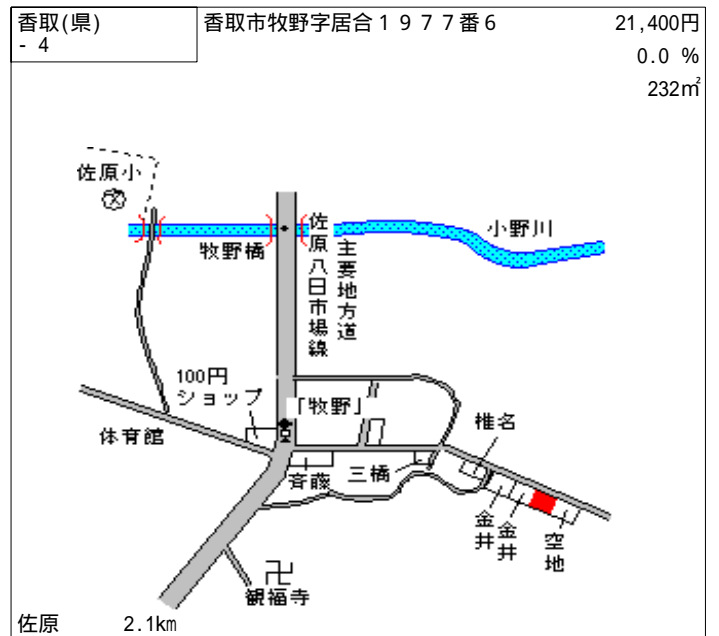 香取(県)
- 4
香取市牧野字居合１９７７番６
21,400円
0.0 %
232㎡
佐原小
文
牧野橋
佐原八日市場線
主要地方道
小野川
100円
ショップ
「牧野」
体育館
斉藤
三橋
椎名
金井
金井
空地
卍
観福寺
佐原 2.1km